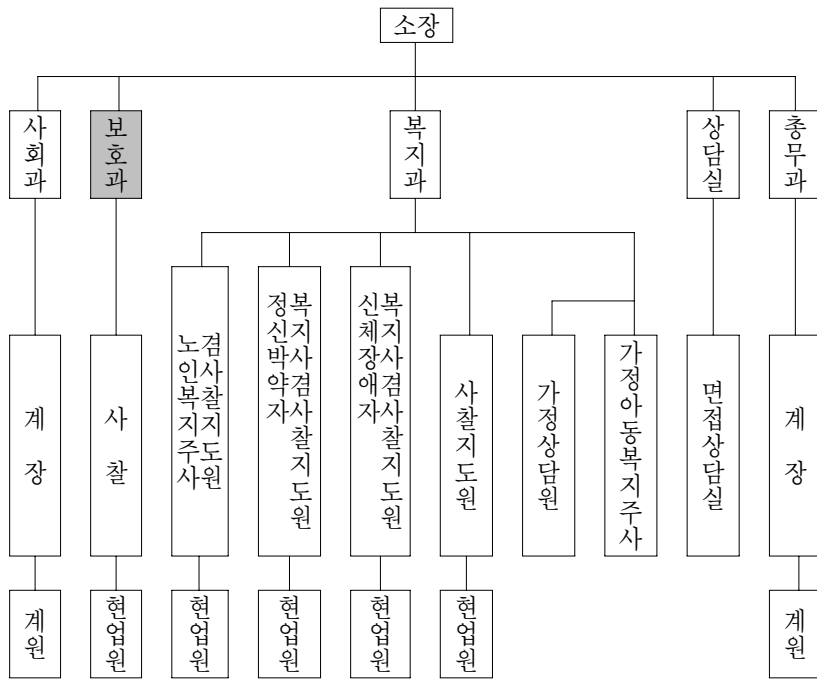 소장
사회과
보호과
복지과
상담실
총무과
계장
사찰
노인복지주사
겸사찰지도원
정신박약자
복지사겸사찰지도원
신체장애자
복지사겸사찰지도원
사찰지도원
가정상담원
가정아동복지주사
면접상담실
계장
계원
현업원
현업원
현업원
현업원
현업원
계원